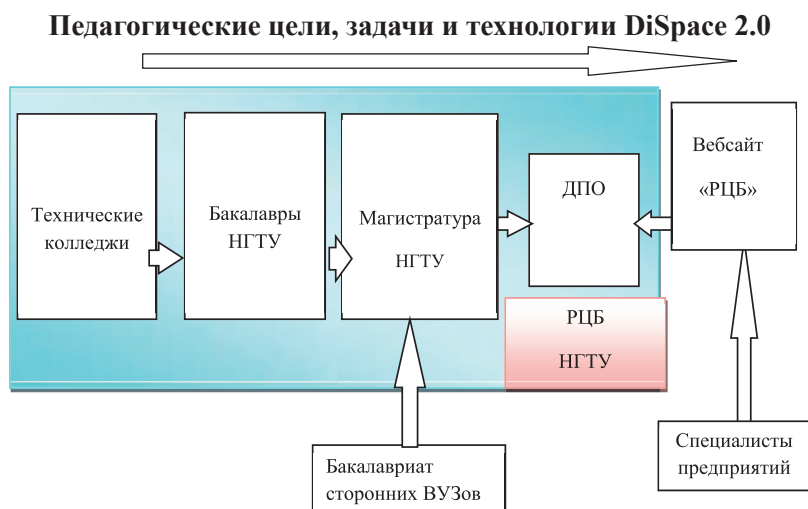 Педагогические цели, задачи и технологии DiSpace 2.0
Технические
колледжи
Бакалавры
НГТУ
Магистратура
НГТУ
ДПО
Вебсайт
«РЦБ»
РЦБ
НГТУ
Бакалавриат
сторонних ВУЗов
Специалисты
предприятий